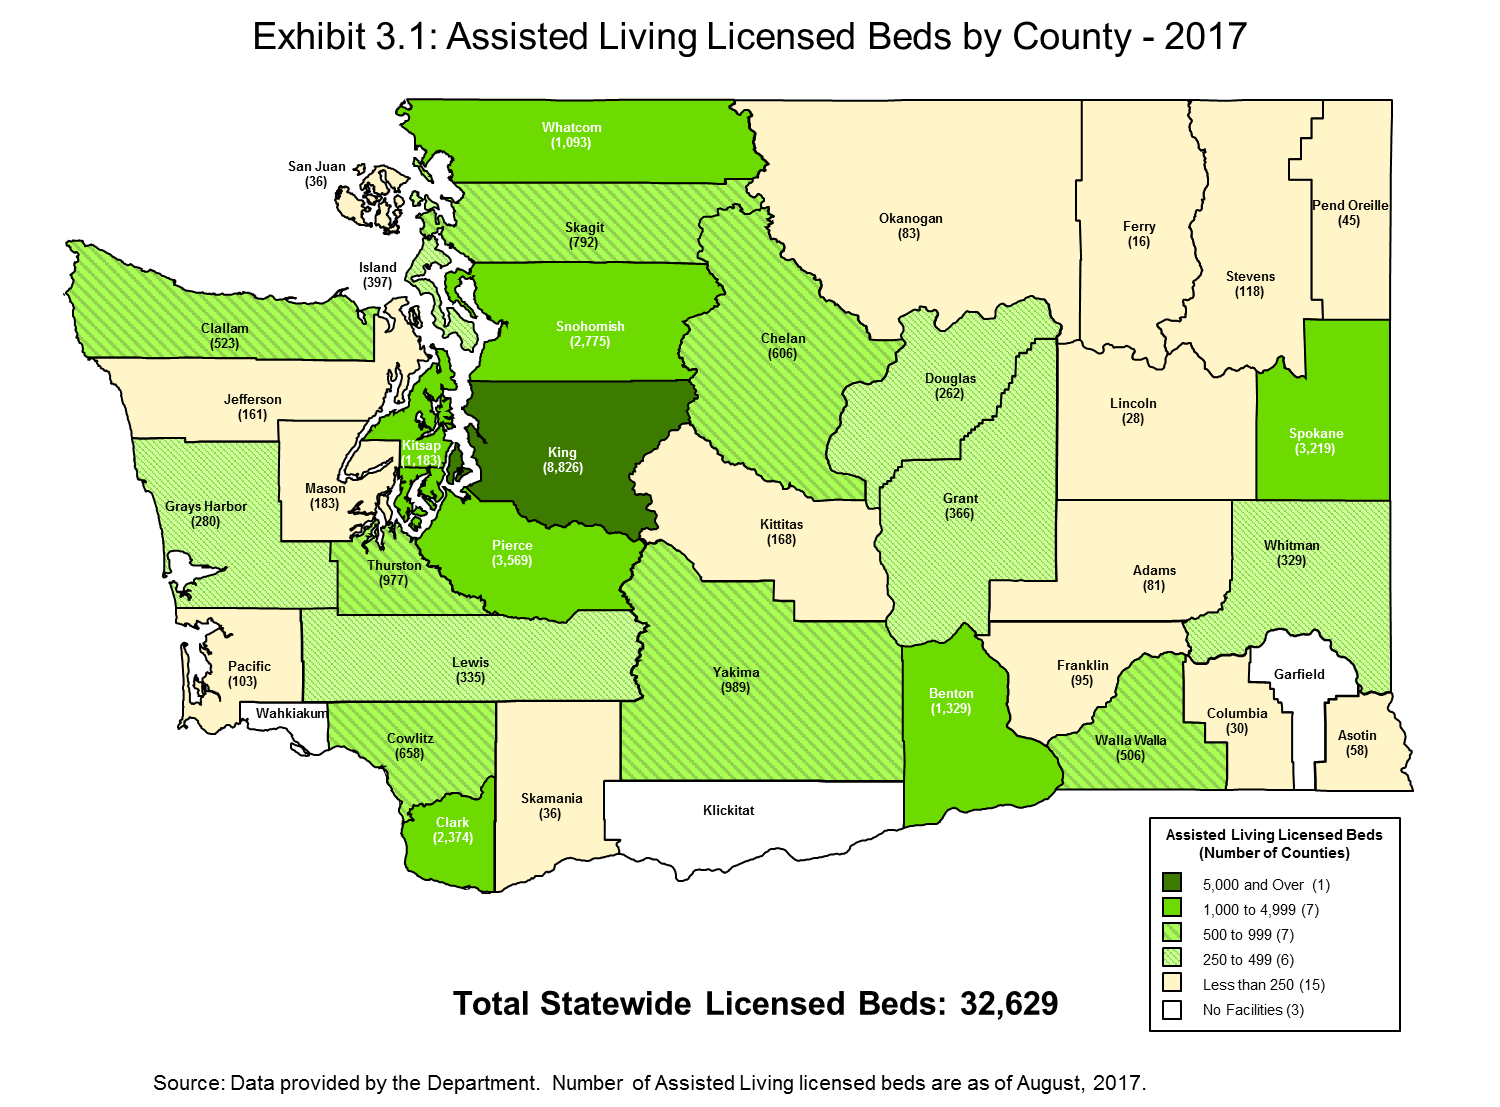 Exhibit 3.1: Assisted Living Licensed Beds by County - 2017
Whatcom
(1,093)
San Juan
(36)
Skagit
(792)
Okanogan
(83)
Ferry
(16)
Stevens
(118)
Pend Oreille
(45)
Island
(397)
Clallam
(523)
Snohomish
(2,775)
Chelan
(606)
Douglas
(262)
Lincoln
(28)
Spokane
(3,219)
Jefferson
(161)
Kitsap
(1,183)
King
(8,826)
Mason
(183)
Grays Harbor
(280)
Grant
(366)
Kittitas
(168)
Pierce
(3,569)
Thurston
(977)
Adams
(81)
Whitman
(329)
Pacific
(103)
Lewis
(335)
Yakima
(989)
Benton
(1,329)
Franklin
(95)
Garfield
Wahkiakum
Cowlitz
(658)
Walla Walla
(506)
Columbia
(30)
Asotin
(58)
Clark
(2,374)
Skamania
(36)
Klickitat
Assisted Living Licensed Beds
(Number of Counties)
5,000 and Over (1)
1,000 to 4,999 (7)
500 to 999 (7)
250 to 499 (6)
Less than 250 (15)
No Facilities (3)
Total Statewide Licensed Beds: 32,629
Source: Data provided by the Department. Number of Assisted Living licensed beds are as of August, 2017.